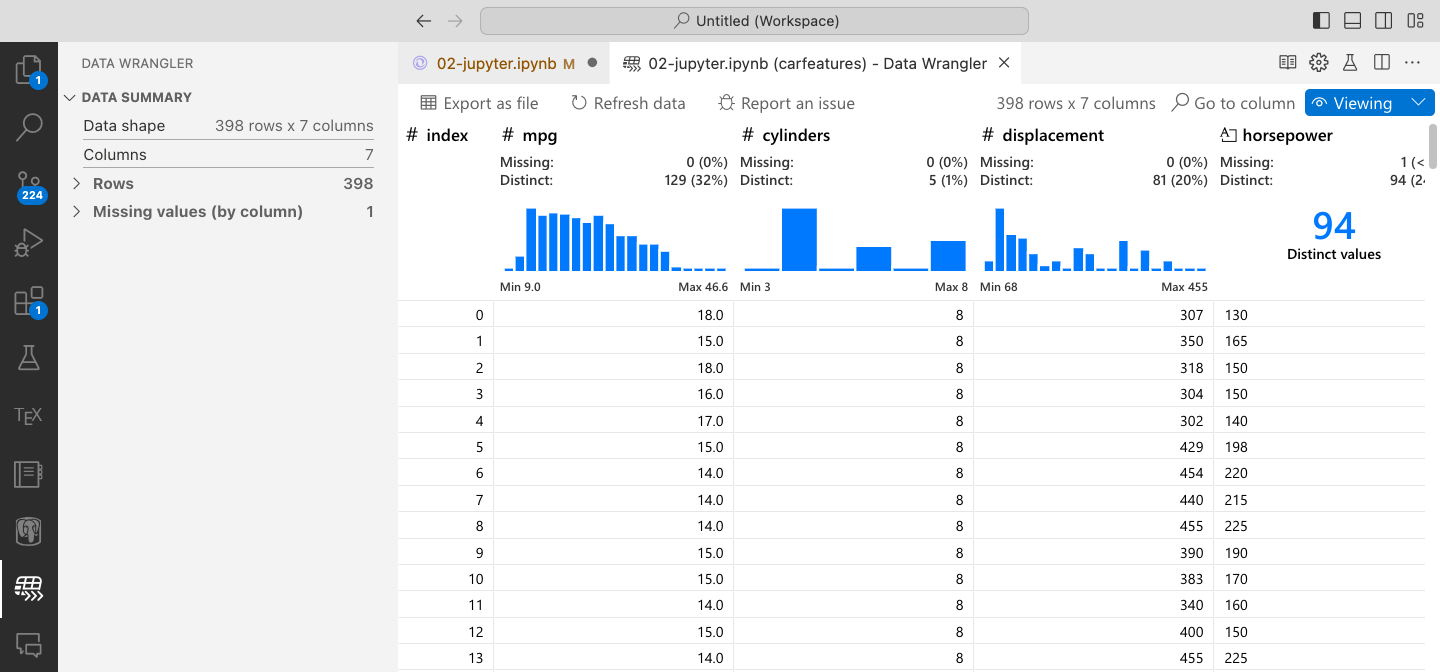 Untitled (Workspace)
1
224
1
TEX
DATA WRANGLER
DATA SUMMARY
Data shape 398 rows x 7 columns
Columns 7
Rows 398
Missing values (by column) 1
02-jupyter.ipynb M
02-jupyter.ipynb (carfeatures) - Data Wrangler
Export as file Refresh data Report an issue 398 rows x 7 columns Go to column Viewing
# index # mpg # cylinders # displacement horsepower
Missing: 0 (0%) Missing: 0 (0%) Missing: 0 (0%) Missing: 1 (<
Distinct: 129 (32%) Distinct: 5 (1%) Distinct: 81 (20%) Distinct: 94 (24
94
Distinct values
Min 9.0 Max 46.6 Min 3 Max 8 Min 68 Max 455
0 18.0 8 307 130
1 15.0 8 350 165
2 18.0 8 318 150
3 16.0 8 304 150
4 17.0 8 302 140
5 15.0 8 429 198
6 14.0 8 454 220
7 14.0 8 440 215
8 14.0 8 455 225
9 15.0 8 390 190
10 15.0 8 383 170
11 14.0 8 340 160
12 15.0 8 400 150
13 14.0 8 455 225